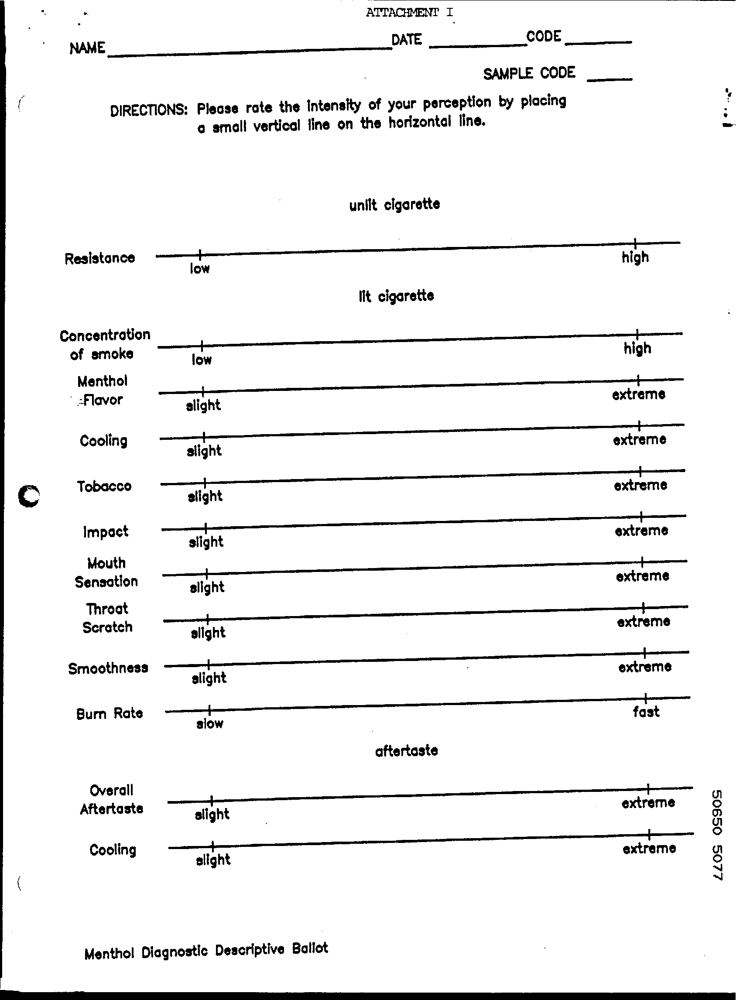 ATTACHMENT I
NAME DATE CODE
SAMPLE CODE
DIRECTIONS: Please rate the intensity of your perception by placing
a small vertical line on the horizontal line.
unlit cigarette
Resistance
low high
lit cigarette
Concentration
of smoke
low high
Menthol
Flavor
slight extreme
Cooling
slight extreme
Tobacco
slight extreme
Impact
slight extreme
Mouth
Sensation
slight extreme
Throat
Scratch
slight extreme
Smoothness
slight extreme
Burn Rate
slow fast
aftertaste
Overall
Aftertaste
slight extreme
Cooling
slight extreme
50650 5077
Menthol Diagnostic Descriptive Ballot